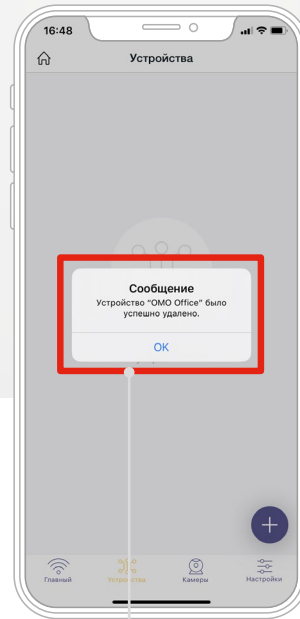 16:48
Устройства
Сообщение
Устройство “OMO Office” было
успешно удалено.
OK
Главный
Устройства
Камеры
Настройки